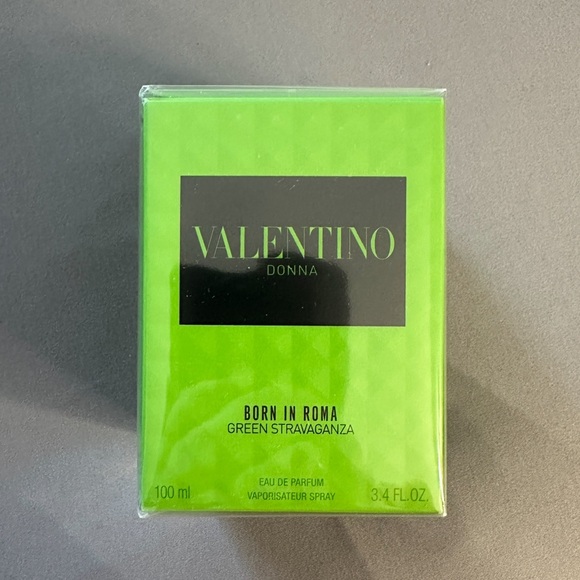 VALENTINO
DONNA
BORN IN ROMA
GREEN STRAVAGANZA
EAU DE PARFUM
100 ml VAPORISATEUR SPRAY 3.4 FL.OZ.